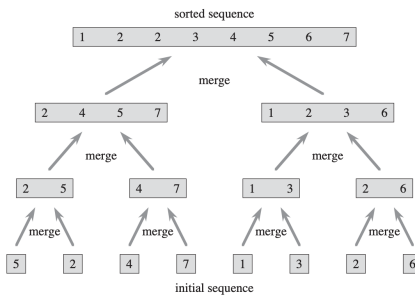 sorted sequence
1 2 2 3 4 5 6 7
merge
2 4 5 7 1 2 3 6
merge merge
2 5 4 7 1 3 2 6
merge merge merge merge
5 2 4 7 1 3 2 6
initial sequence